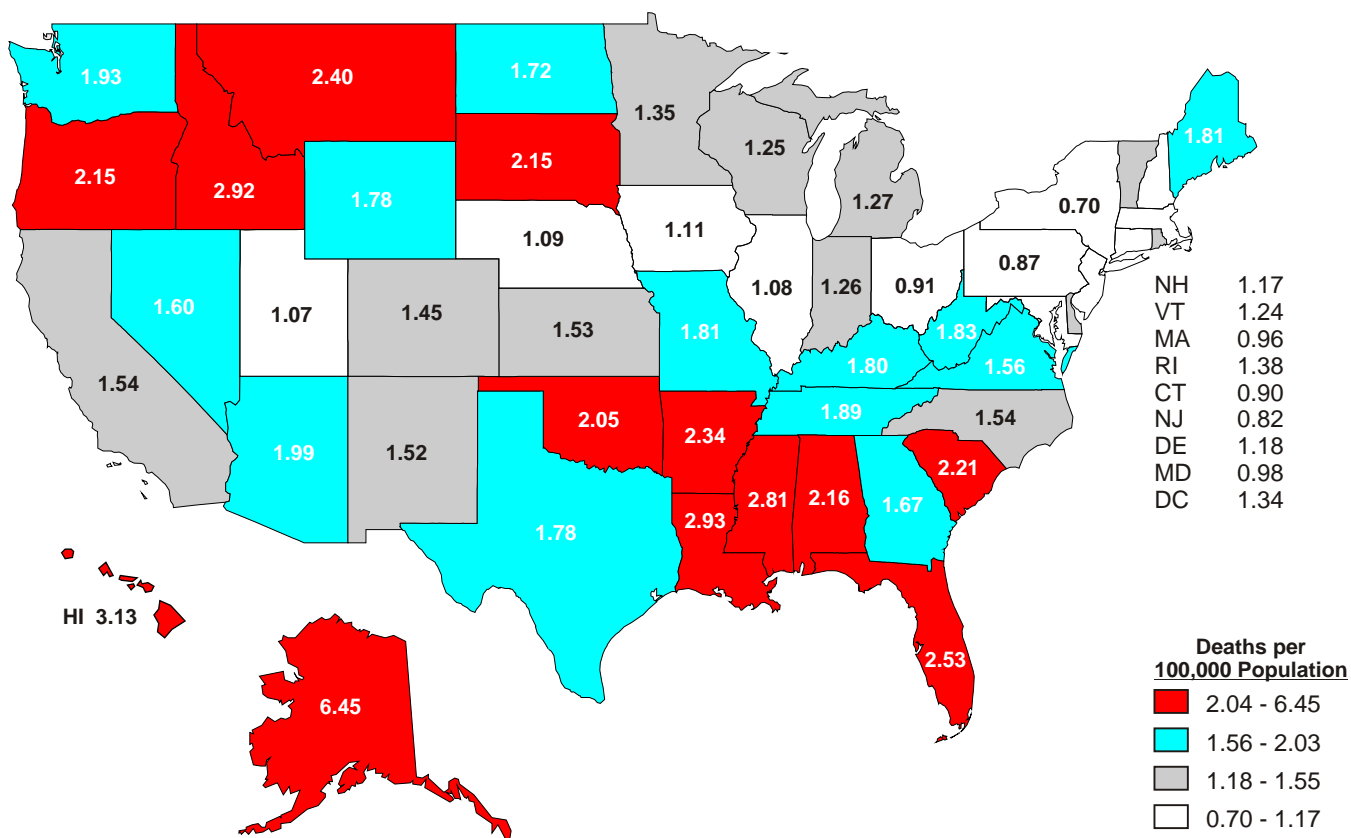 1.93
2.40
1.72
1.35
1.81
2.15
2.92
1.78
2.15
1.25
1.27
0.70
1.09
1.11
0.87
1.60
1.07
1.45
1.53
1.08
1.26
0.91
1.81
1.83
1.80
1.56
1.54
1.99
1.52
2.05
2.34
1.89
1.54
1.78
2.93
2.81
2.16
1.67
2.21
2.53
NH 1.17
VT 1.24
MA 0.96
RI 1.38
CT 0.90
NJ 0.82
DE 1.18
MD 0.98
DC 1.34
HI 3.13
6.45
Deaths per
100,000 Population
2.04 - 6.45
1.56 - 2.03
1.18 - 1.55
0.70 - 1.17